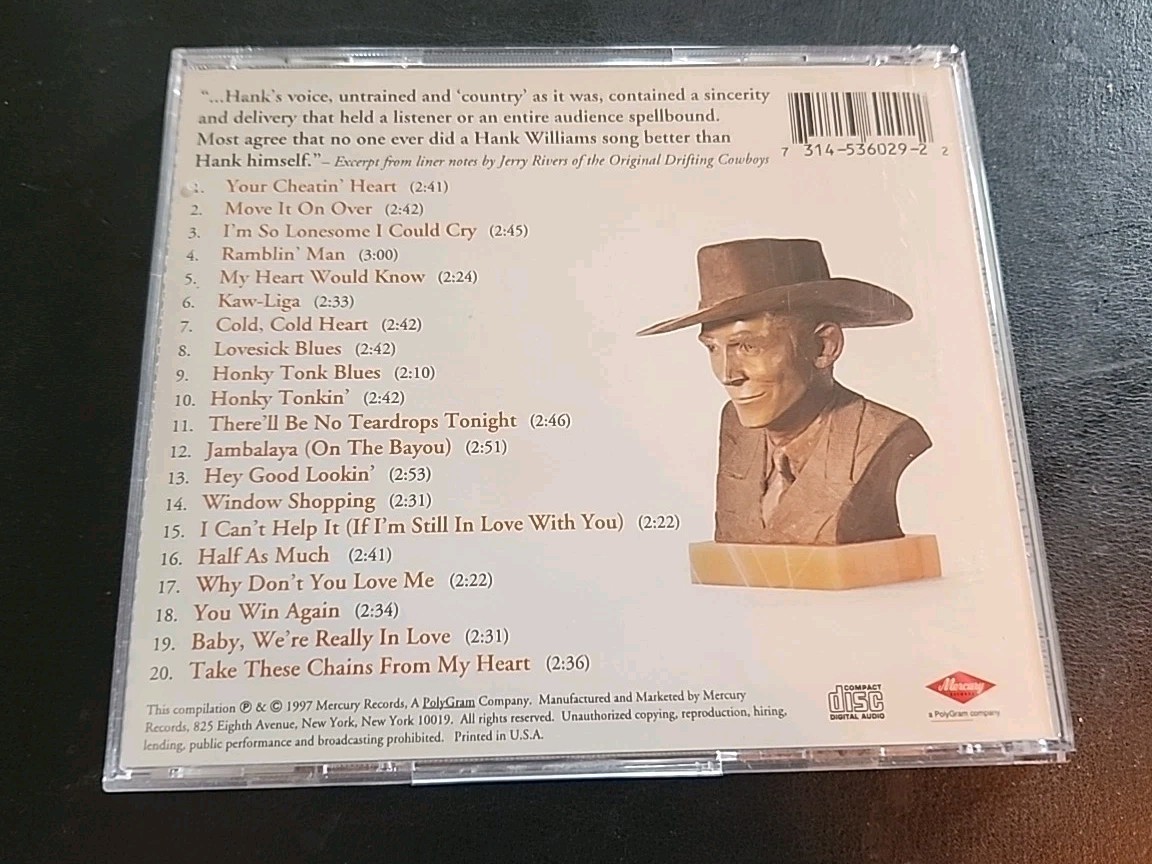 “...Hank’s voice, untrained and ‘country’ as it was, contained a sincerity
and delivery that held a listener or an entire audience spellbound.
Most agree that no one ever did a Hank Williams song better than
Hank himself.” – Excerpt from liner notes by Jerry Rivers of the Original Drifting Cowboys
7 314-536029-2 2
1. Your Cheatin’ Heart (2:41)
2. Move It On Over (2:42)
3. I’m So Lonesome I Could Cry (2:45)
4. Ramblin’ Man (3:00)
5. My Heart Would Know (2:24)
6. Kaw-Liga (2:33)
7. Cold, Cold Heart (2:42)
8. Lovesick Blues (2:42)
9. Honky Tonk Blues (2:10)
10. Honky Tonkin’ (2:42)
11. There’ll Be No Teardrops Tonight (2:46)
12. Jambalaya (On The Bayou) (2:51)
13. Hey Good Lookin’ (2:53)
14. Window Shopping (2:31)
15. I Can’t Help It (If I’m Still In Love With You) (2:22)
16. Half As Much (2:41)
17. Why Don’t You Love Me (2:22)
18. You Win Again (2:34)
19. Baby, We’re Really In Love (2:31)
20. Take These Chains From My Heart (2:36)
This compilation ℗ & © 1997 Mercury Records, A PolyGram Company. Manufactured and Marketed by Mercury
Records, 825 Eighth Avenue, New York, New York 10019. All rights reserved. Unauthorized copying, reproduction, hiring,
lending, public performance and broadcasting prohibited. Printed in U.S.A.
COMPACT
disc
DIGITAL AUDIO
Mercury
a PolyGram company